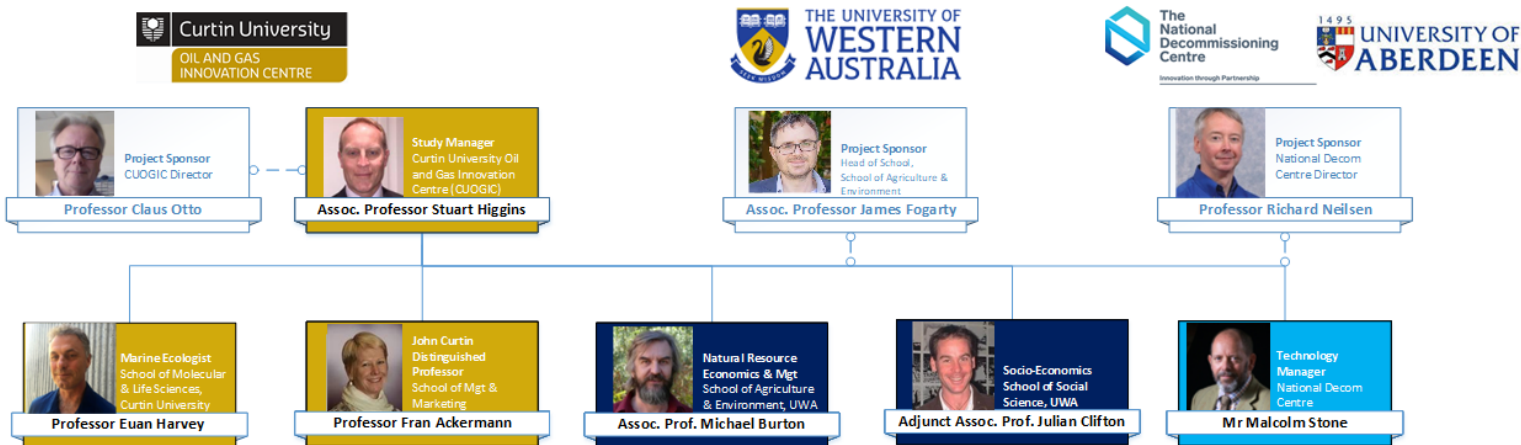 Curtin University
OIL AND GAS
INNOVATION CENTRE
THE UNIVERSITY OF
WESTERN
AUSTRALIA
SEEK WISDOM
The
National
Decommissioning
Centre
Innovation through Partnership
1495
UNIVERSITY OF
ABERDEEN
Project Sponsor
CUOGIC Director
Professor Claus Otto
Study Manager
Curtin University Oil
and Gas Innovation
Centre (CUOGIC)
Assoc. Professor Stuart Higgins
Project Sponsor
Head of School,
School of Agriculture &
Environment
Assoc. Professor James Fogarty
Project Sponsor
National Decom
Centre Director
Professor Richard Neilsen
Marine Ecologist
School of Molecular
& Life Sciences,
Curtin University
Professor Euan Harvey
John Curtin
Distinguished
Professor
School of Mgt &
Marketing
Professor Fran Ackermann
Natural Resource
Economics & Mgt
School of Agriculture
& Environment, UWA
Assoc. Prof. Michael Burton
Socio-Economics
School of Social
Science, UWA
Adjunct Assoc. Prof. Julian Clifton
Technology
Manager
National Decom
Centre
Mr Malcolm Stone